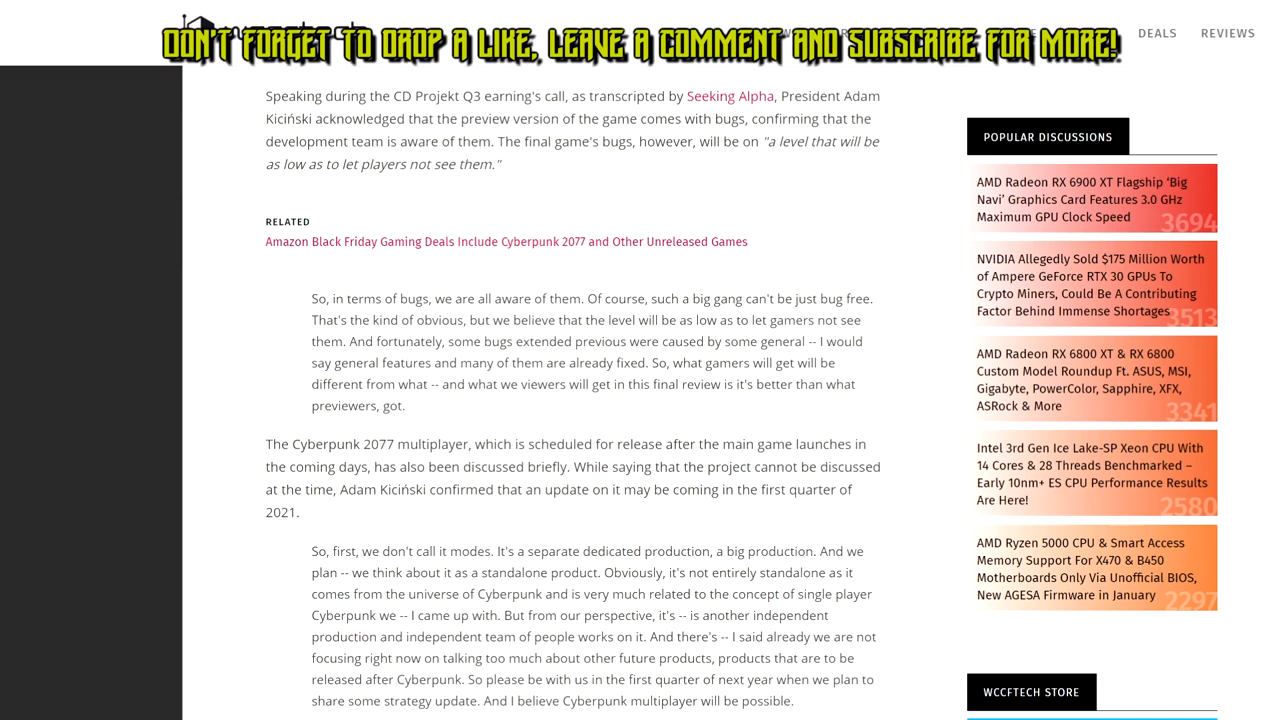 DON'T FORGET TO DROP A LIKE, LEAVE A COMMENT AND SUBSCRIBE FOR MORE!
DEALS REVIEWS
Speaking during the CD Projekt Q3 earning's call, as transcripted by Seeking Alpha, President Adam
Kiciński acknowledged that the preview version of the game comes with bugs, confirming that the
development team is aware of them. The final game's bugs, however, will be on "a level that will be
as low as to let players not see them."
RELATED
Amazon Black Friday Gaming Deals Include Cyberpunk 2077 and Other Unreleased Games
So, in terms of bugs, we are all aware of them. Of course, such a big gang can't be just bug free.
That's the kind of obvious, but we believe that the level will be as low as to let gamers not see
them. And fortunately, some bugs extended previous were caused by some general -- I would
say general features and many of them are already fixed. So, what gamers will get will be
different from what -- and what we viewers will get in this final review is it's better than what
previewers, got.
The Cyberpunk 2077 multiplayer, which is scheduled for release after the main game launches in
the coming days, has also been discussed briefly. While saying that the project cannot be discussed
at the time, Adam Kiciński confirmed that an update on it may be coming in the first quarter of
2021.
So, first, we don't call it modes. It's a separate dedicated production, a big production. And we
plan -- we think about it as a standalone product. Obviously, it's not entirely standalone as it
comes from the universe of Cyberpunk and is very much related to the concept of single player
Cyberpunk we -- I came up with. But from our perspective, it's -- is another independent
production and independent team of people works on it. And there's -- I said already we are not
focusing right now on talking too much about other future products, products that are to be
released after Cyberpunk. So please be with us in the first quarter of next year when we plan to
share some strategy update. And I believe Cyberpunk multiplayer will be possible.
POPULAR DISCUSSIONS
AMD Radeon RX 6900 XT Flagship 'Big
Navi' Graphics Card Features 3.0 GHz
Maximum GPU Clock Speed
3694
NVIDIA Allegedly Sold $175 Million Worth
of Ampere GeForce RTX 30 GPUs To
Crypto Miners, Could Be A Contributing
Factor Behind Immense Shortages
3513
AMD Radeon RX 6800 XT & RX 6800
Custom Model Roundup Ft. ASUS, MSI,
Gigabyte, PowerColor, Sapphire, XFX,
ASRock & More
3341
Intel 3rd Gen Ice Lake-SP Xeon CPU With
14 Cores & 28 Threads Benchmarked –
Early 10nm+ ES CPU Performance Results
Are Here!
2580
AMD Ryzen 5000 CPU & Smart Access
Memory Support For X470 & B450
Motherboards Only Via Unofficial BIOS,
New AGESA Firmware in January
2297
WCCFTECH STORE